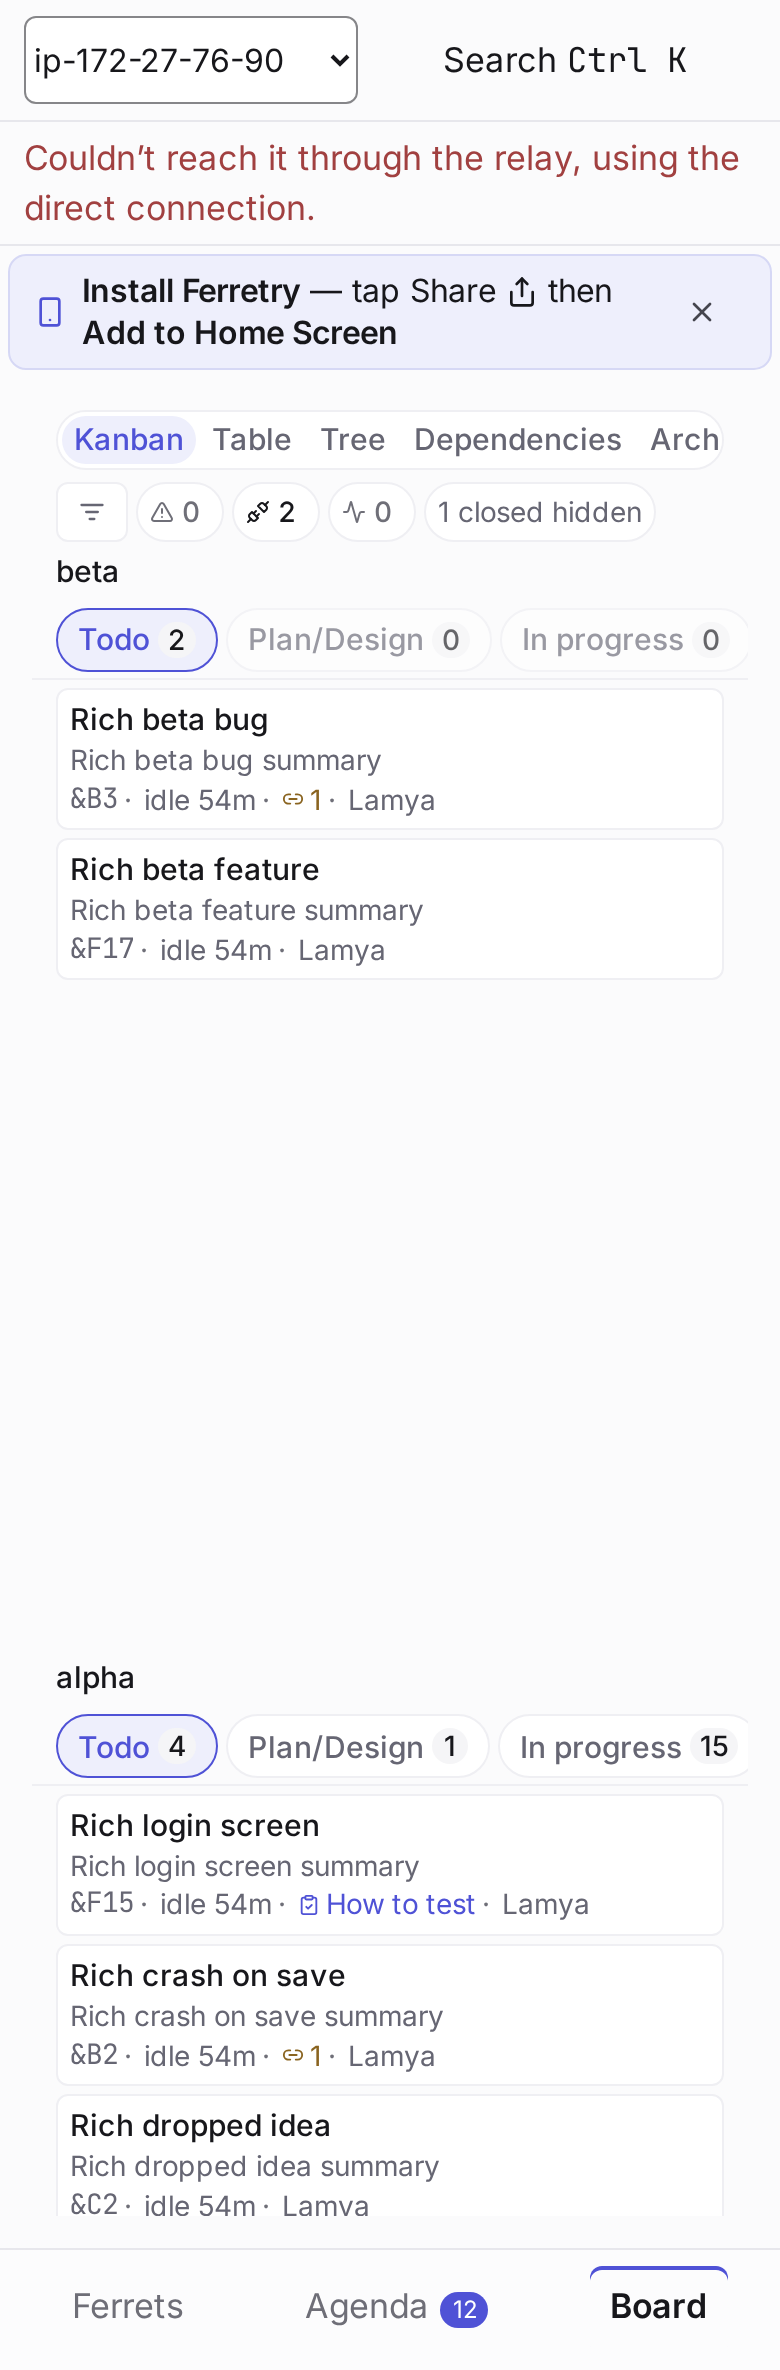 ip-172-27-76-90
Search Ctrl K
Couldn’t reach it through the relay, using the
direct connection.
Install Ferretry — tap Share then
Add to Home Screen
Kanban Table Tree Dependencies Arch
0 2 0 1 closed hidden
beta
Todo 2 Plan/Design 0 In progress 0
Rich beta bug
Rich beta bug summary
&B3 · idle 54m · 1 · Lamya
Rich beta feature
Rich beta feature summary
&F17 · idle 54m · Lamya
alpha
Todo 4 Plan/Design 1 In progress 15
Rich login screen
Rich login screen summary
&F15 · idle 54m · How to test · Lamya
Rich crash on save
Rich crash on save summary
&B2 · idle 54m · 1 · Lamya
Rich dropped idea
Rich dropped idea summary
&C2 · idle 54m · Lamya
Ferrets Agenda 12 Board